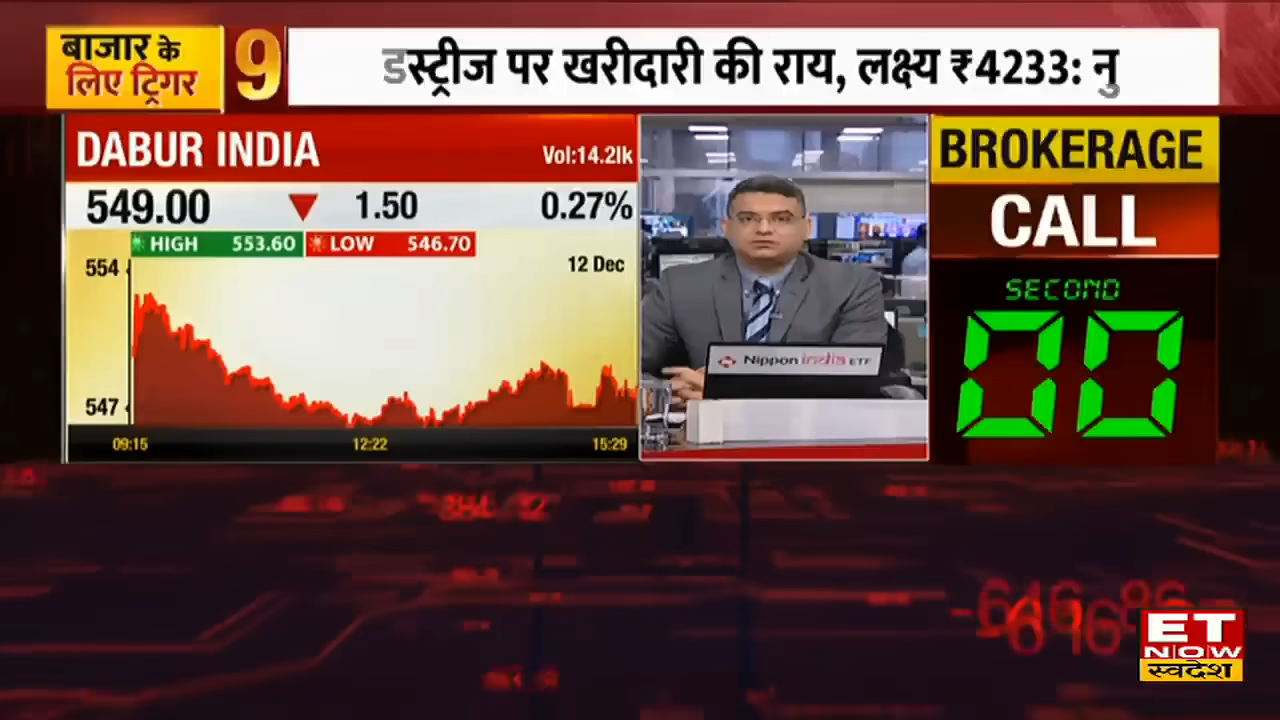 बाजार के
लिए ट्रिगर
9
डस्ट्रीज पर खरीदारी की राय, लक्ष्य ₹4233: नु
DABUR INDIA
Vol:14.2lk
549.00 ▼ 1.50 0.27%
HIGH 553.60 LOW 546.70
12 Dec
554
547
09:15 12:22 15:29
Nippon india ETF
BROKERAGE
CALL
SECOND
00
ET
NOW
स्वदेश